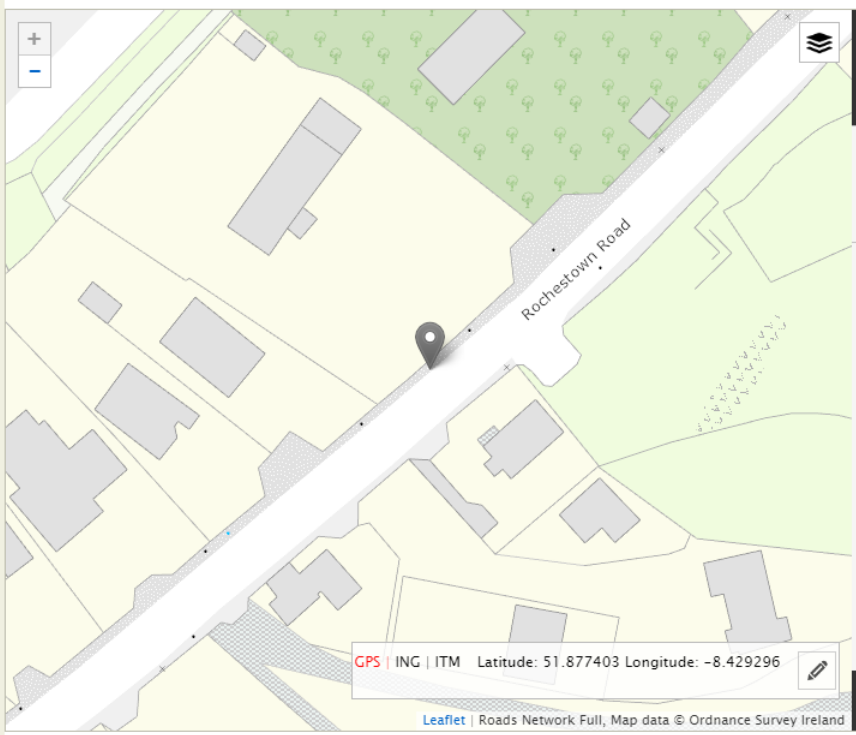 +
−
Rochestown Road
GPS | ING | ITM Latitude: 51.877403 Longitude: −8.429296
Leaflet | Roads Network Full, Map data © Ordnance Survey Ireland